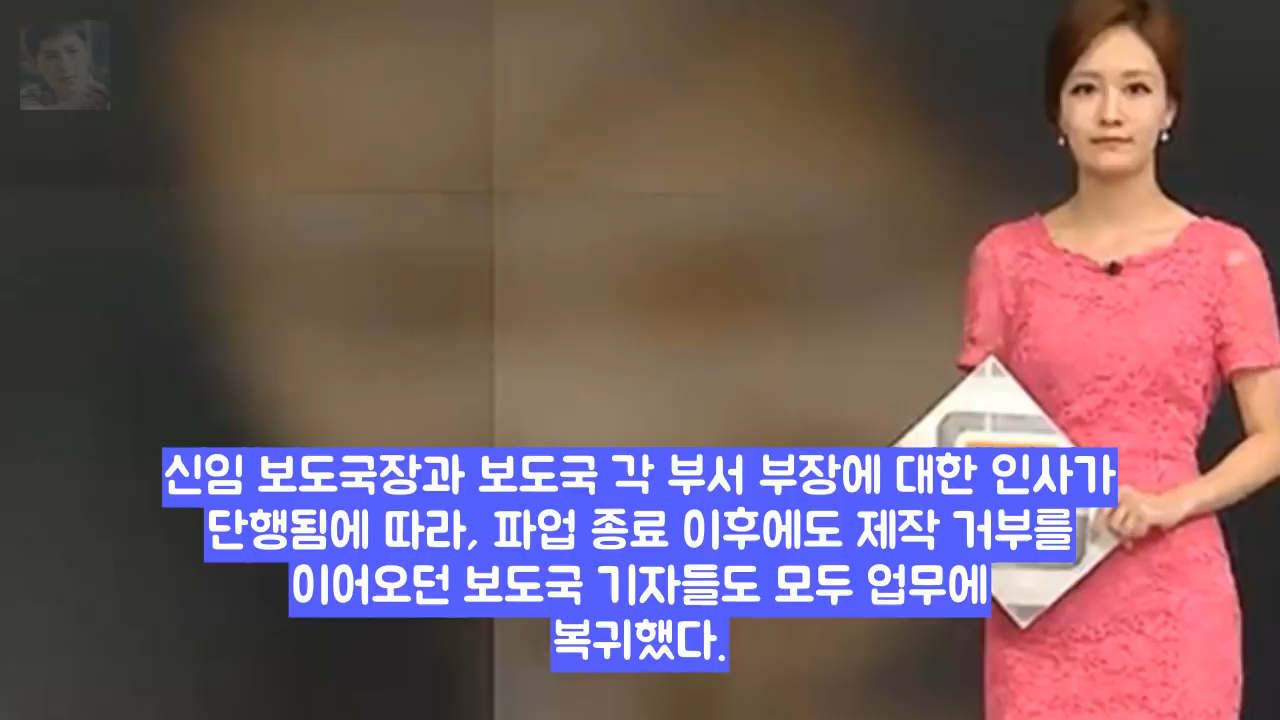 신임 보도국장과 보도국 각 부서 부장에 대한 인사가
단행됨에 따라, 파업 종료 이후에도 제작 거부를
이어오던 보도국 기자들도 모두 업무에
복귀했다.